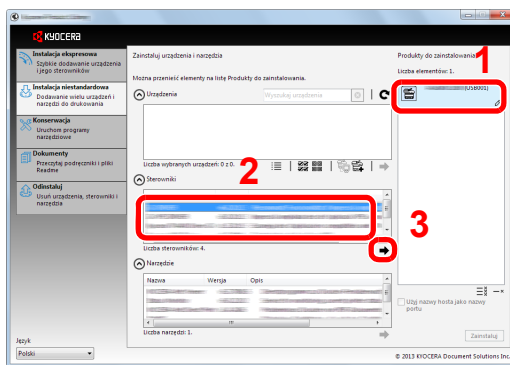 KYOCERA
Instalacja ekspresowa
Szybkie dodawanie urządzenia
i jego sterowników
Instalacja niestandardowa
Dodawanie wielu urządzeń i
narzędzi do drukowania
Konserwacja
Uruchom programy
narzędziowe
Dokumenty
Przeczytaj podręczniki i pliki
Readme
Odinstaluj
Usuń urządzenia, sterowniki i
narzędzia
Język
Polski
Zainstaluj urządzenia i narzędzia
Można przenieść elementy na listę Produkty do zainstalowania.
Urządzenia
Wyszukaj urządzenia
Liczba wybranych urządzeń: 0 z 0.
2
Sterowniki
Liczba sterowników: 4.
3
Narzędzie
Nazwa Wersja Opis
Liczba narzędzi: 1.
Produkty do zainstalowania
1
Liczba elementów: 1.
(USB001)
Użyj nazwy hosta jako nazwy
portu
Zainstaluj
© 2013 KYOCERA Document Solutions Inc.